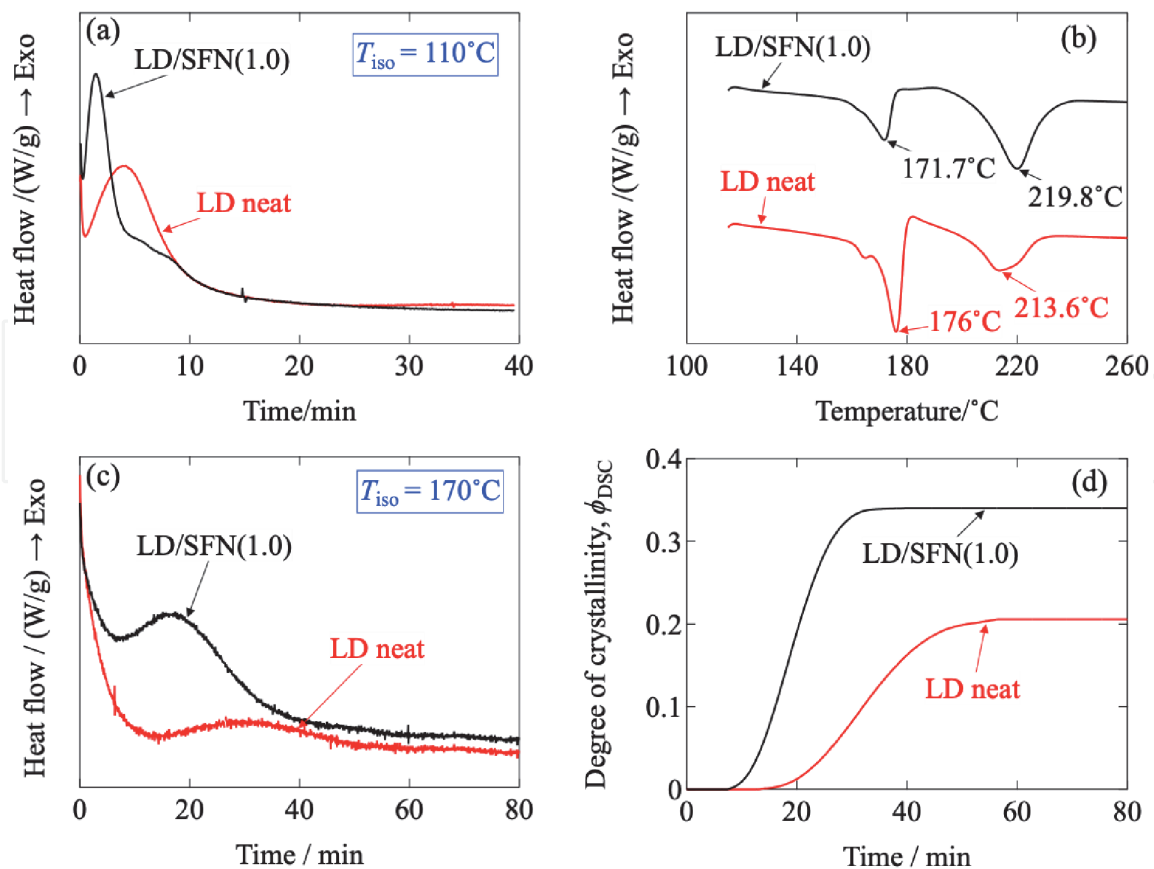 (a)
LD/SFN(1.0)
T_iso = 110˚C
LD neat
Heat flow /(W/g) → Exo
0 10 20 30 40
Time/min
(b)
LD/SFN(1.0)
171.7˚C
219.8˚C
LD neat
176˚C
213.6˚C
Heat flow /(W/g) → Exo
100 140 180 220 260
Temperature/˚C
(c)
T_iso = 170˚C
LD/SFN(1.0)
LD neat
Heat flow / (W/g) → Exo
0 20 40 60 80
Time / min
(d)
LD/SFN(1.0)
LD neat
Degree of crystallinity, ϕ_DSC
0.4
0.3
0.2
0.1
0
0 20 40 60 80
Time / min